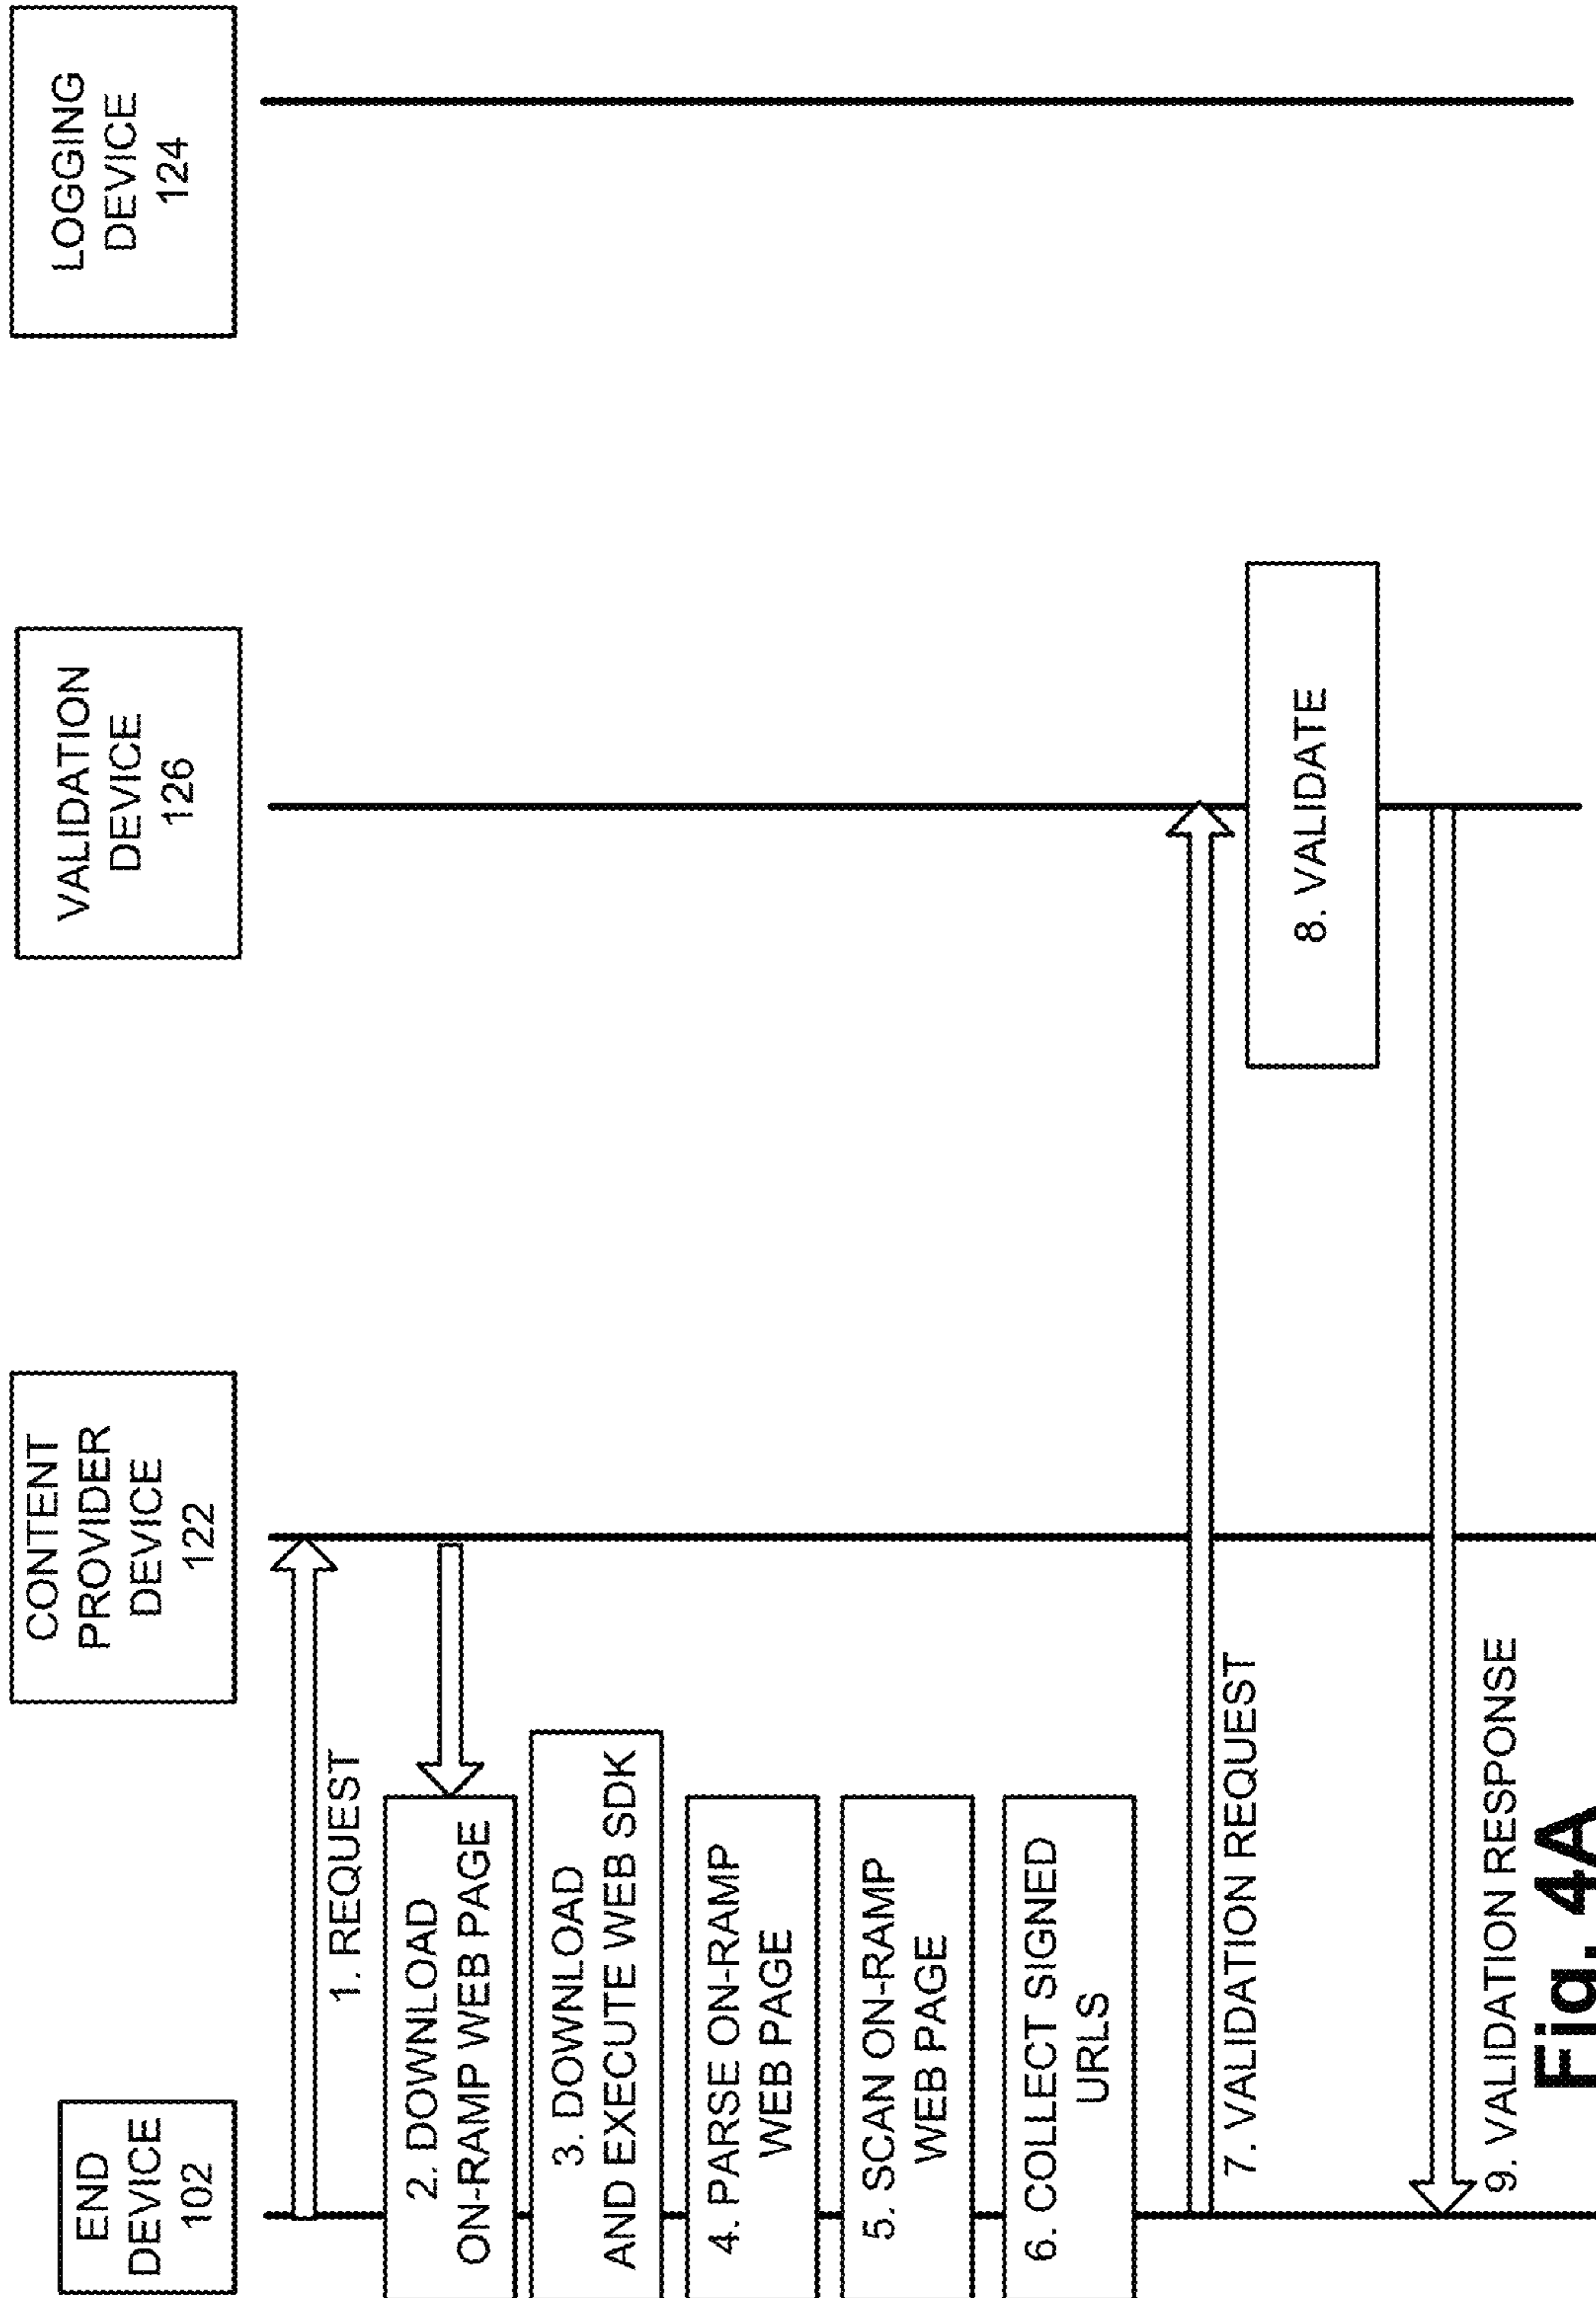 END
DEVICE
102
CONTENT
PROVIDER
DEVICE
122
VALIDATION
DEVICE
126
LOGGING
DEVICE
124
1. REQUEST
2. DOWNLOAD
ON-RAMP WEB PAGE
3. DOWNLOAD
AND EXECUTE WEB SDK
4. PARSE ON-RAMP
WEB PAGE
5. SCAN ON-RAMP
WEB PAGE
6. COLLECT SIGNED
URLS
7. VALIDATION REQUEST
8. VALIDATE
9. VALIDATION RESPONSE
Fig. 4A